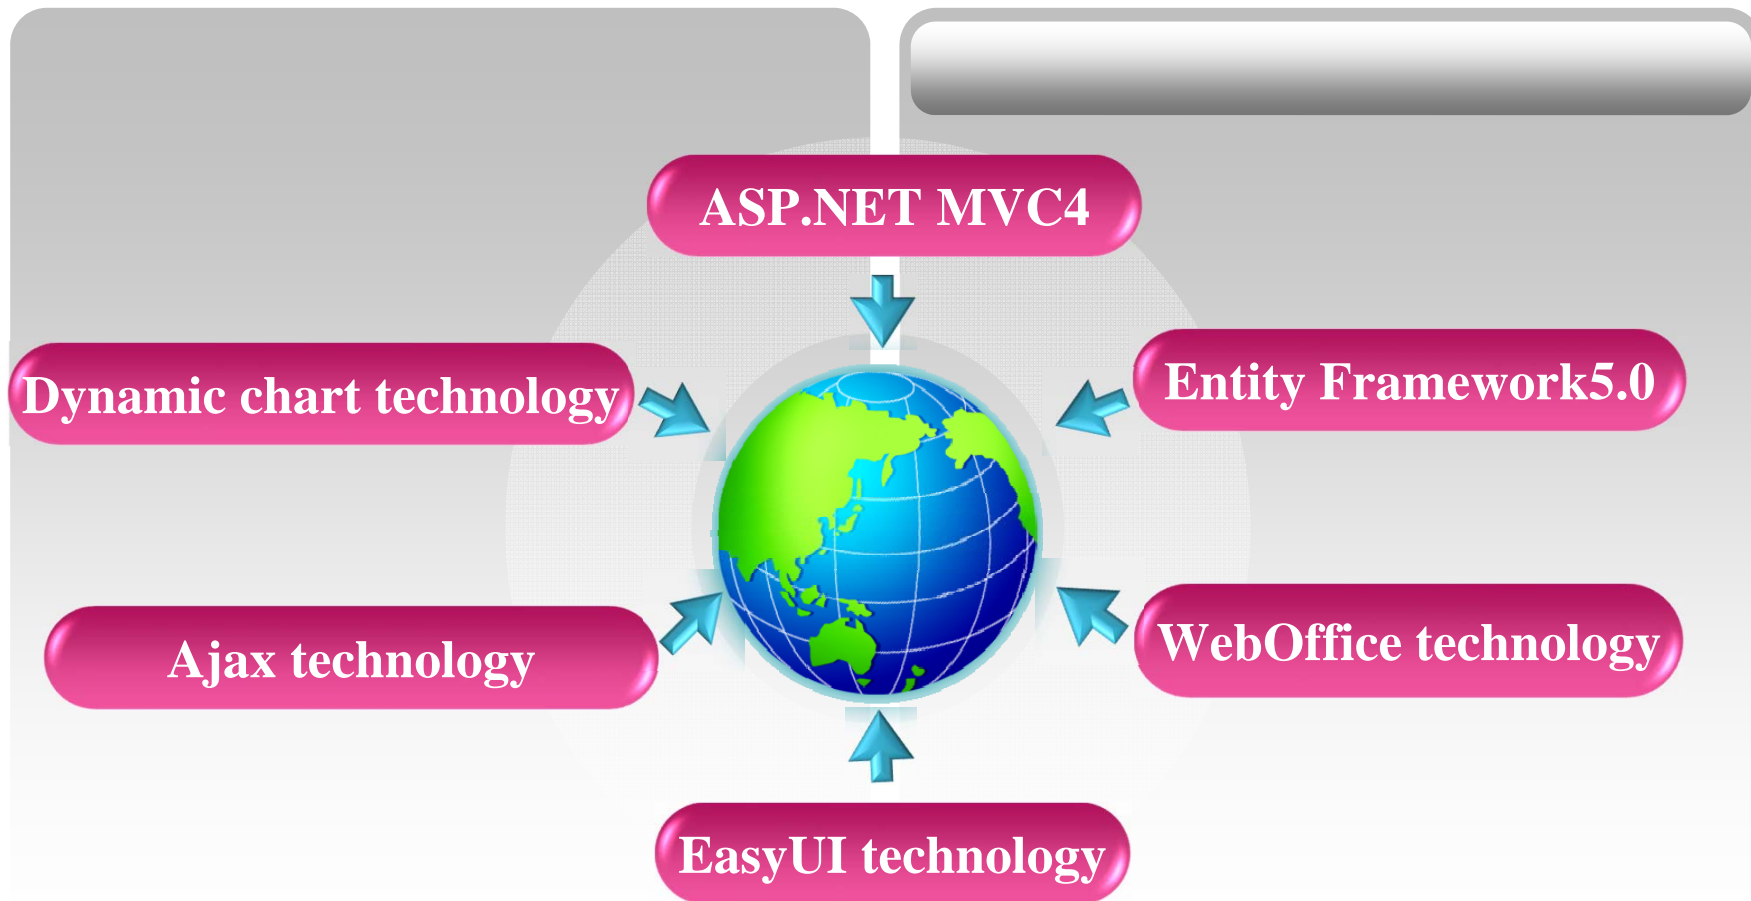 ASP.NET MVC4
Dynamic chart technology
Entity Framework5.0
Ajax technology
WebOffice technology
EasyUI technology